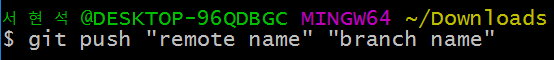 서 현 석 @DESKTOP-96QDBGC MINGW64 ~/Downloads
$ git push "remote name" "branch name"